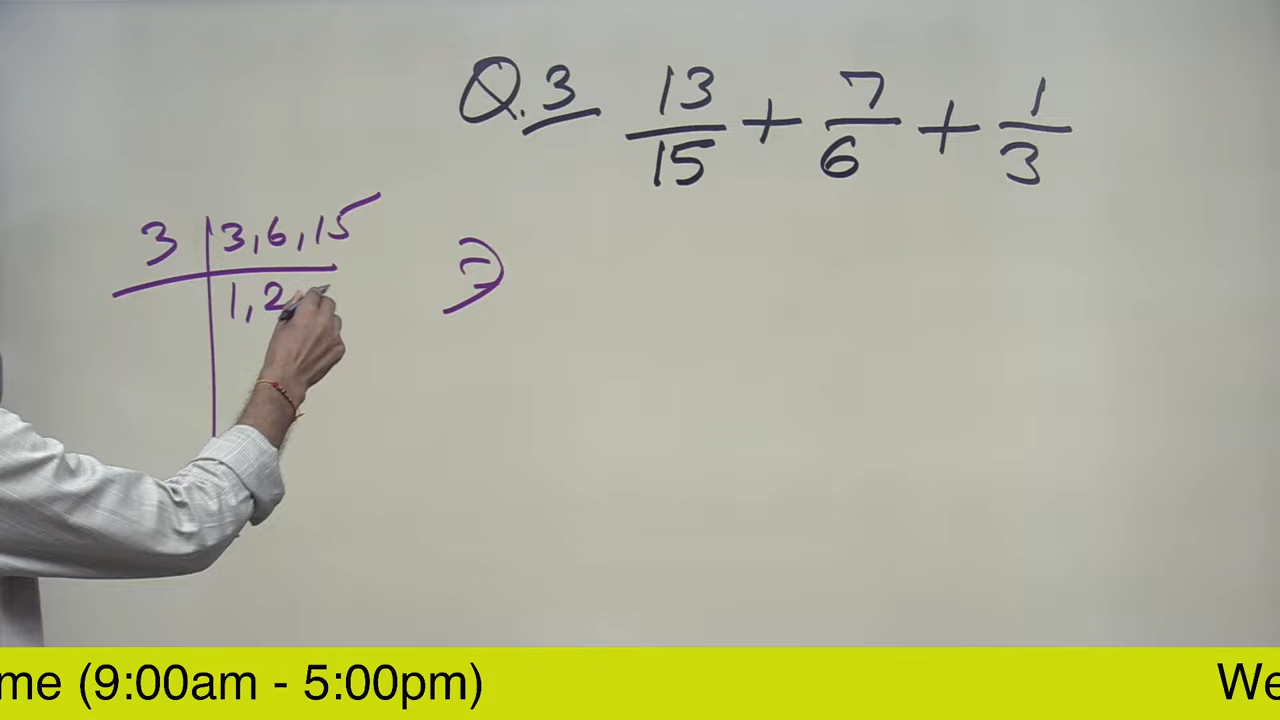 Q.3 13/15 + 7/6 + 1/3
3 | 3,6,15
1,2
⇒
me (9:00am - 5:00pm) We